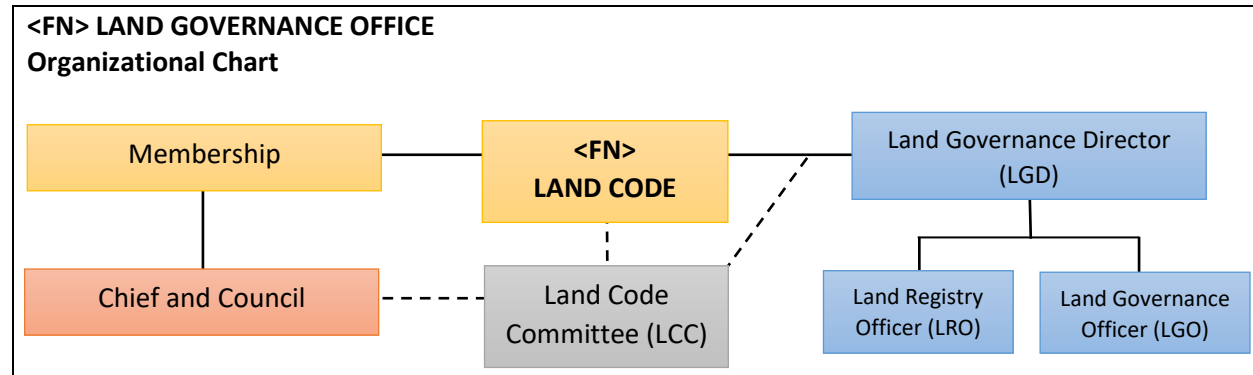 <FN> LAND GOVERNANCE OFFICE
Organizational Chart
Membership
<FN>
LAND CODE
Land Governance Director
(LGD)
Chief and Council
Land Code
Committee (LCC)
Land Registry
Officer (LRO)
Land Governance
Officer (LGO)